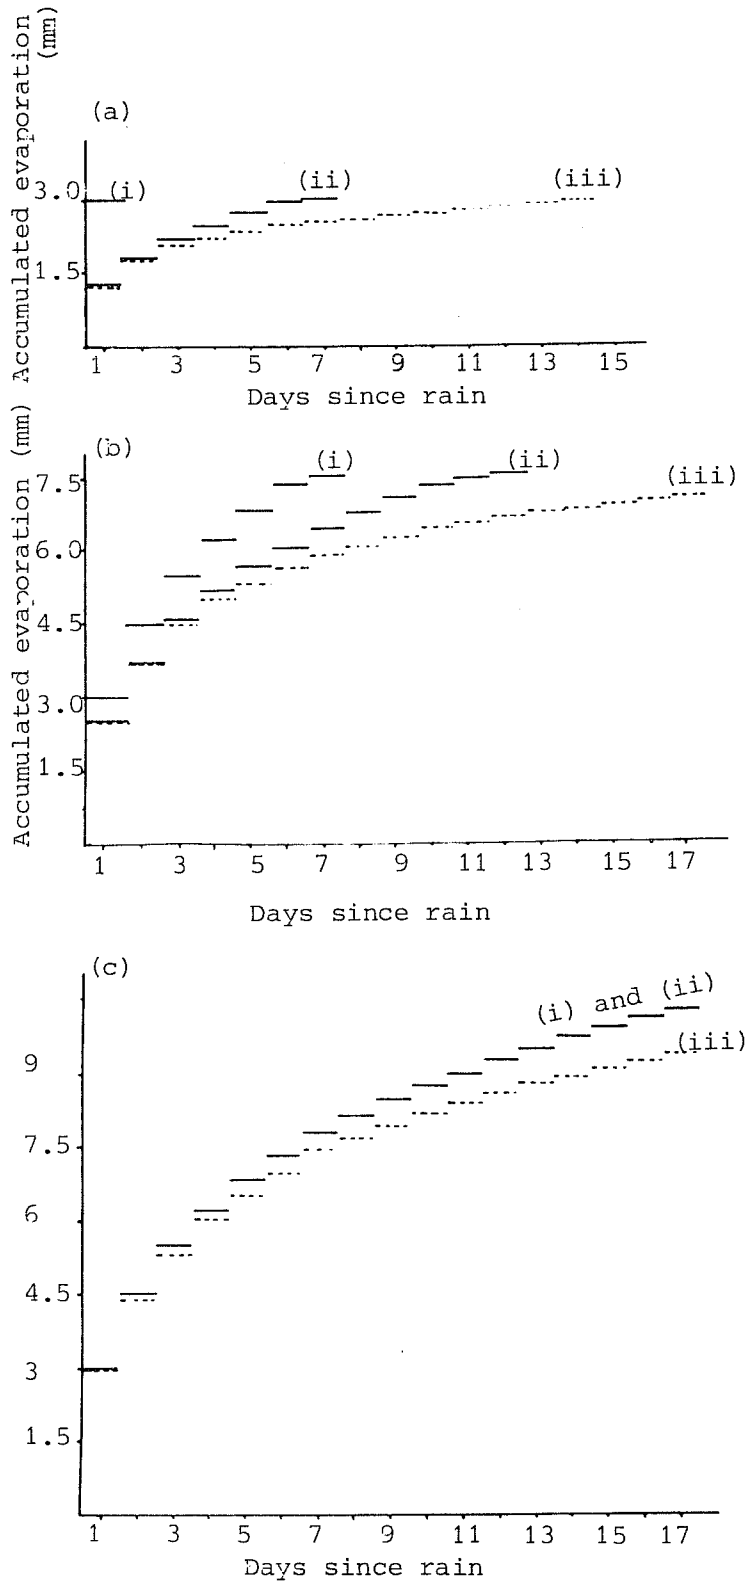 Accumulated evaporation
(mm)
(a)
3.0
(i)
(ii)
(iii)
1.5
1 3 5 7 9 11 13 15
Days since rain
Accumulated evaporation (mm)
(b)
(i)
(ii)
(iii)
7.5
6.0
4.5
3.0
1.5
1 3 5 7 9 11 13 15 17
Days since rain
(c)
(i) and (ii)
(iii)
9
7.5
6
4.5
3
1.5
1 3 5 7 9 11 13 15 17
Days since rain